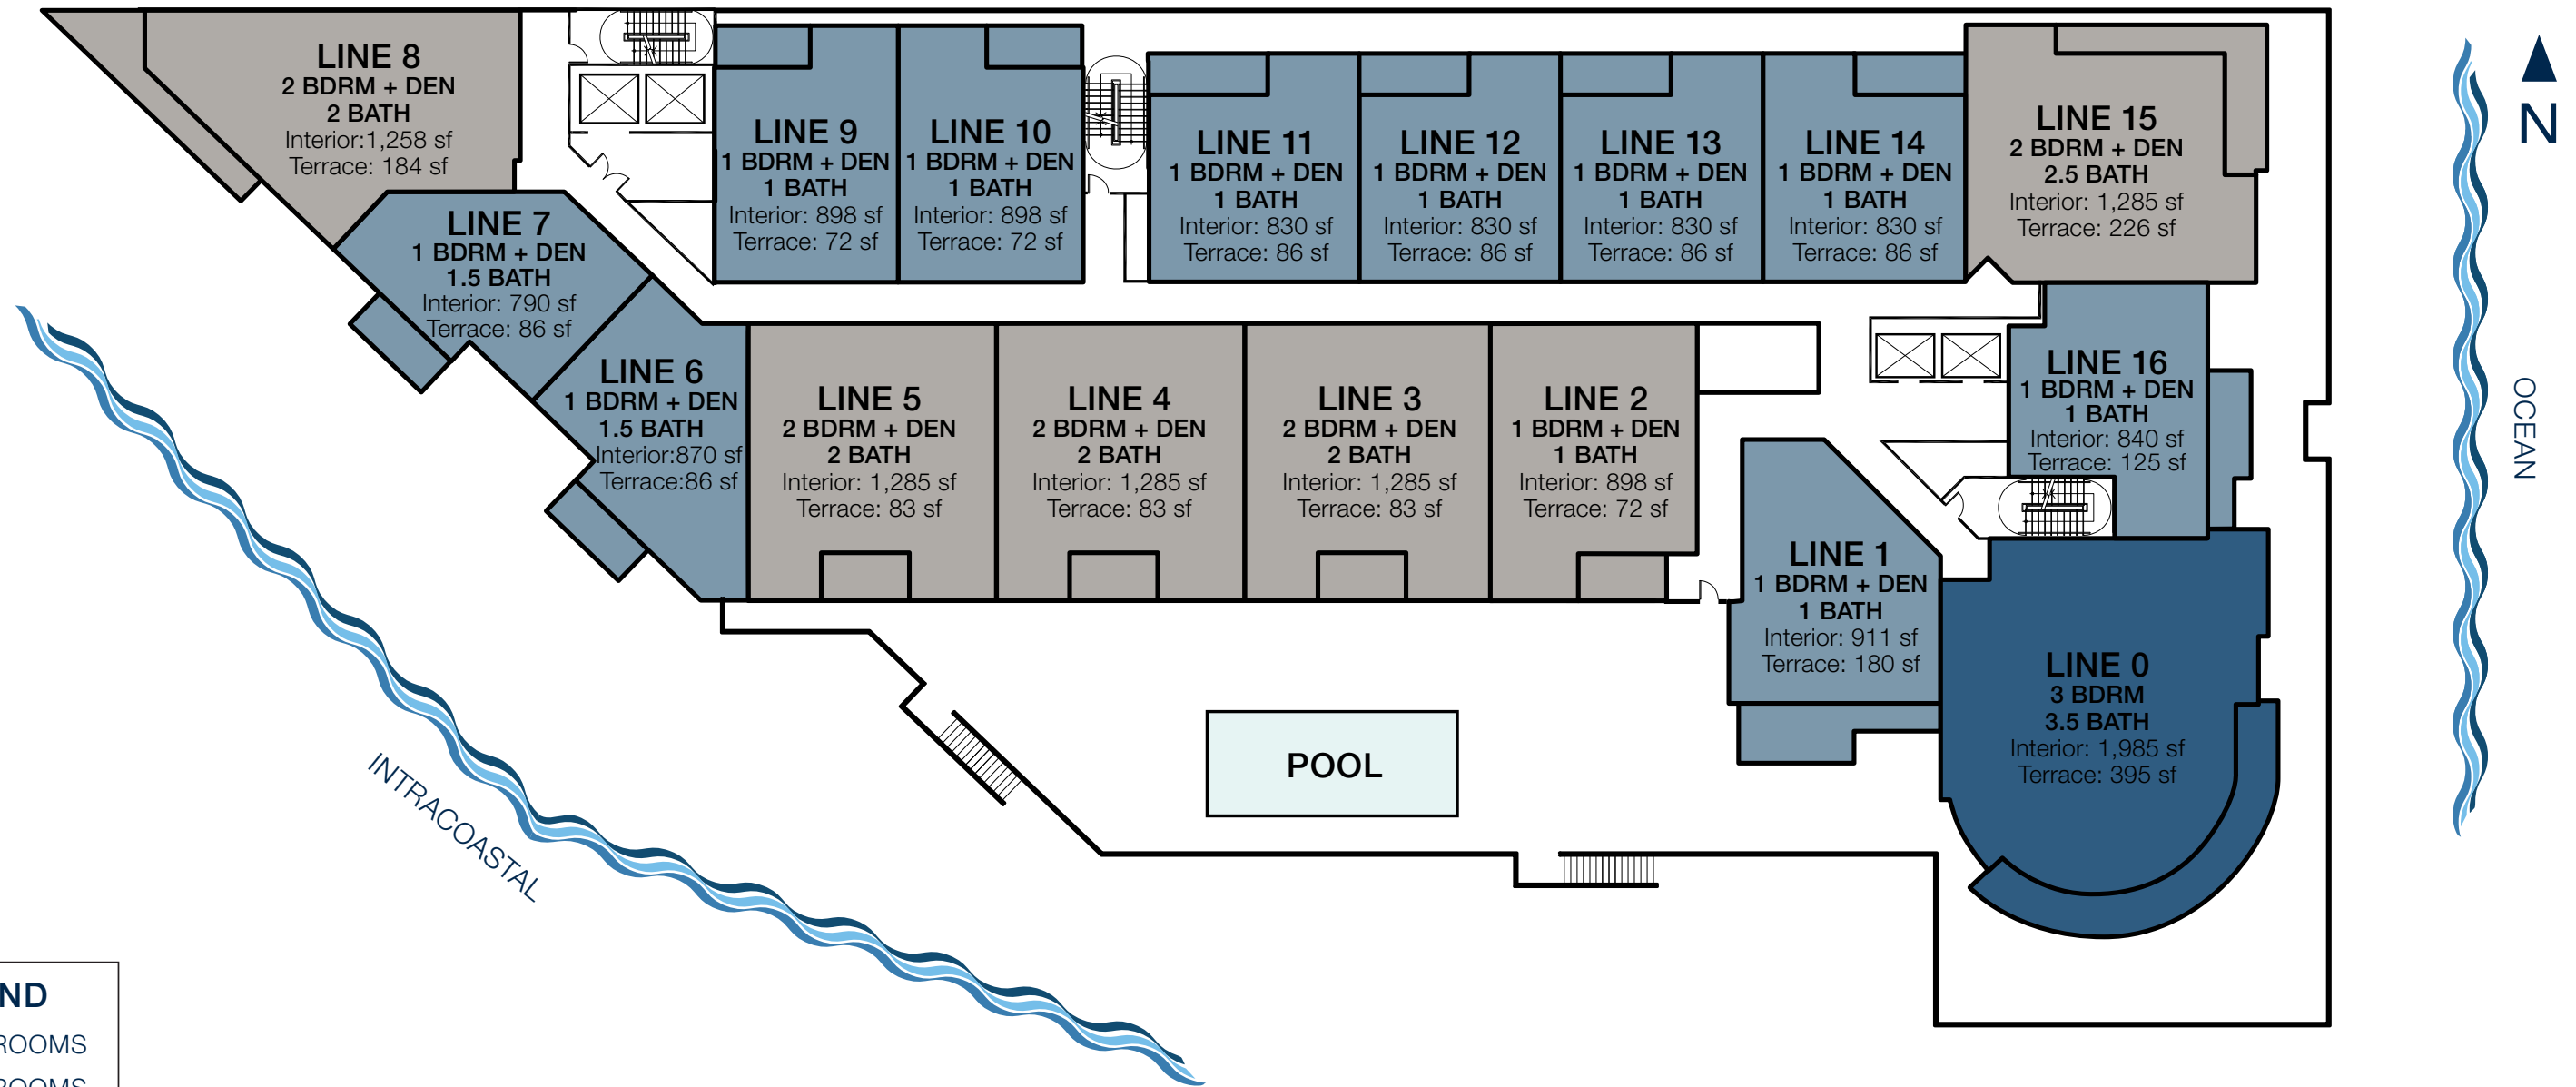 LINE 8
2 BDRM + DEN
2 BATH
Interior:1,258 sf
Terrace: 184 sf
LINE 7
1 BDRM + DEN
1.5 BATH
Interior: 790 sf
Terrace: 86 sf
LINE 9
1 BDRM + DEN
1 BATH
Interior: 898 sf
Terrace: 72 sf
LINE 10
1 BDRM + DEN
1 BATH
Interior: 898 sf
Terrace: 72 sf
LINE 11
1 BDRM + DEN
1 BATH
Interior: 830 sf
Terrace: 86 sf
LINE 12
1 BDRM + DEN
1 BATH
Interior: 830 sf
Terrace: 86 sf
LINE 13
1 BDRM + DEN
1 BATH
Interior: 830 sf
Terrace: 86 sf
LINE 14
1 BDRM + DEN
1 BATH
Interior: 830 sf
Terrace: 86 sf
LINE 15
2 BDRM + DEN
2.5 BATH
Interior: 1,285 sf
Terrace: 226 sf
N
LINE 6
1 BDRM + DEN
1.5 BATH
Interior:870 sf
Terrace:86 sf
LINE 5
2 BDRM + DEN
2 BATH
Interior: 1,285 sf
Terrace: 83 sf
LINE 4
2 BDRM + DEN
2 BATH
Interior: 1,285 sf
Terrace: 83 sf
LINE 3
2 BDRM + DEN
2 BATH
Interior: 1,285 sf
Terrace: 83 sf
LINE 2
1 BDRM + DEN
1 BATH
Interior: 898 sf
Terrace: 72 sf
LINE 16
1 BDRM + DEN
1 BATH
Interior: 840 sf
Terrace: 125 sf
OCEAN
LINE 1
1 BDRM + DEN
1 BATH
Interior: 911 sf
Terrace: 180 sf
LINE 0
3 BDRM
3.5 BATH
Interior: 1,985 sf
Terrace: 395 sf
POOL
INTRACOASTAL
ND
ROOMS
ROOMS